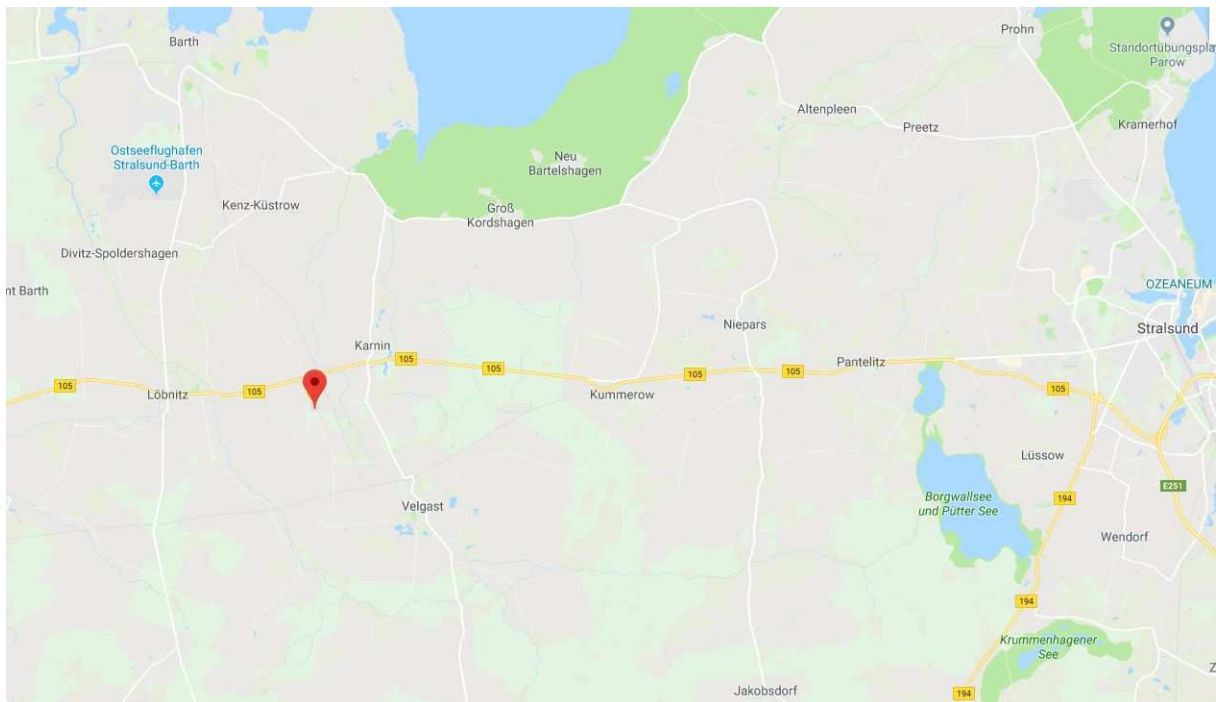 Barth
Prohn
Standortübungspla
Parow
Altenpleen
Preetz
Kramerhof
Ostseeflughafen
Stralsund-Barth
Neu
Bartelshagen
Kenz-Küstrow
Groß
Kordshagen
Divitz-Spoldershagen
nt Barth
OZEANEUM
Niepars
Stralsund
Karnin
105
105
Pantelitz
105
105
105
105
105
Löbnitz
Kummerow
Lüssow
E251
Velgast
Borgwallsee
und Pütter See
194
Wendorf
194
Krummenhagener
See
Z
Jakobsdorf
194